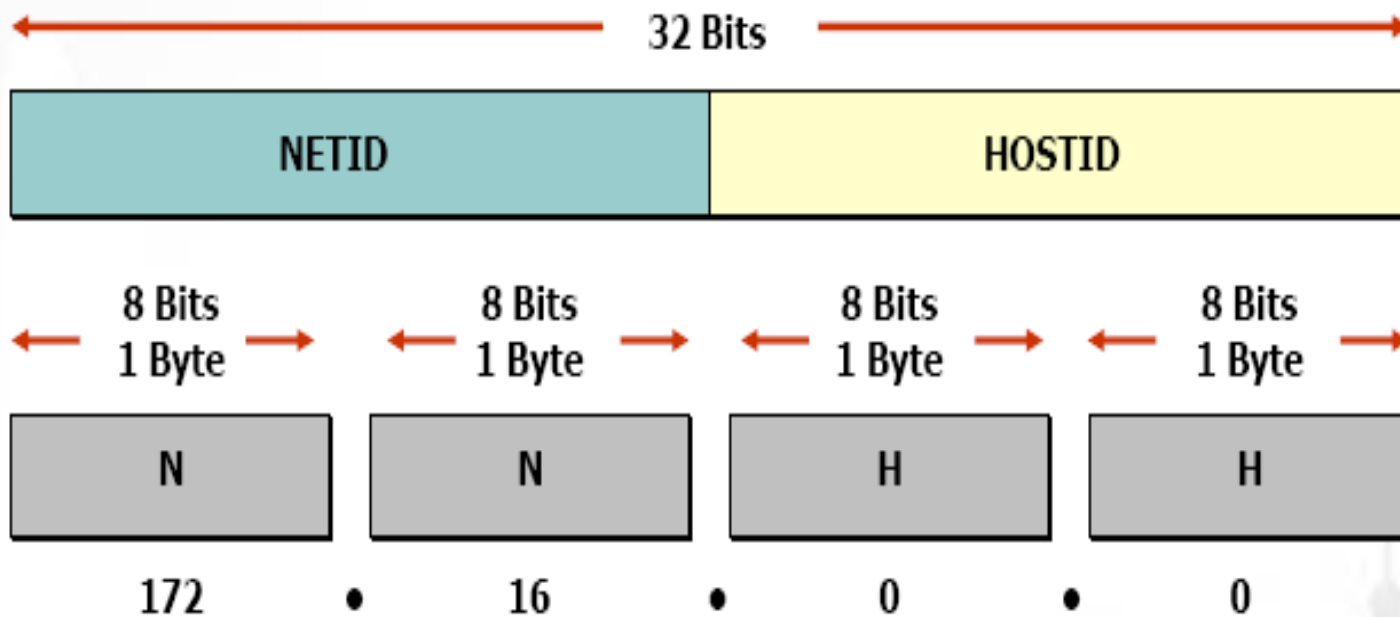 32 Bits
NETID HOSTID
8 Bits 8 Bits 8 Bits 8 Bits
1 Byte 1 Byte 1 Byte 1 Byte
N N H H
172 • 16 • 0 • 0